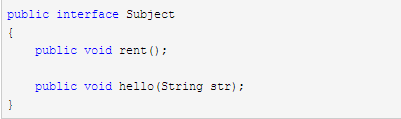 public interface Subject
{
    public void rent();

    public void hello(String str);
}